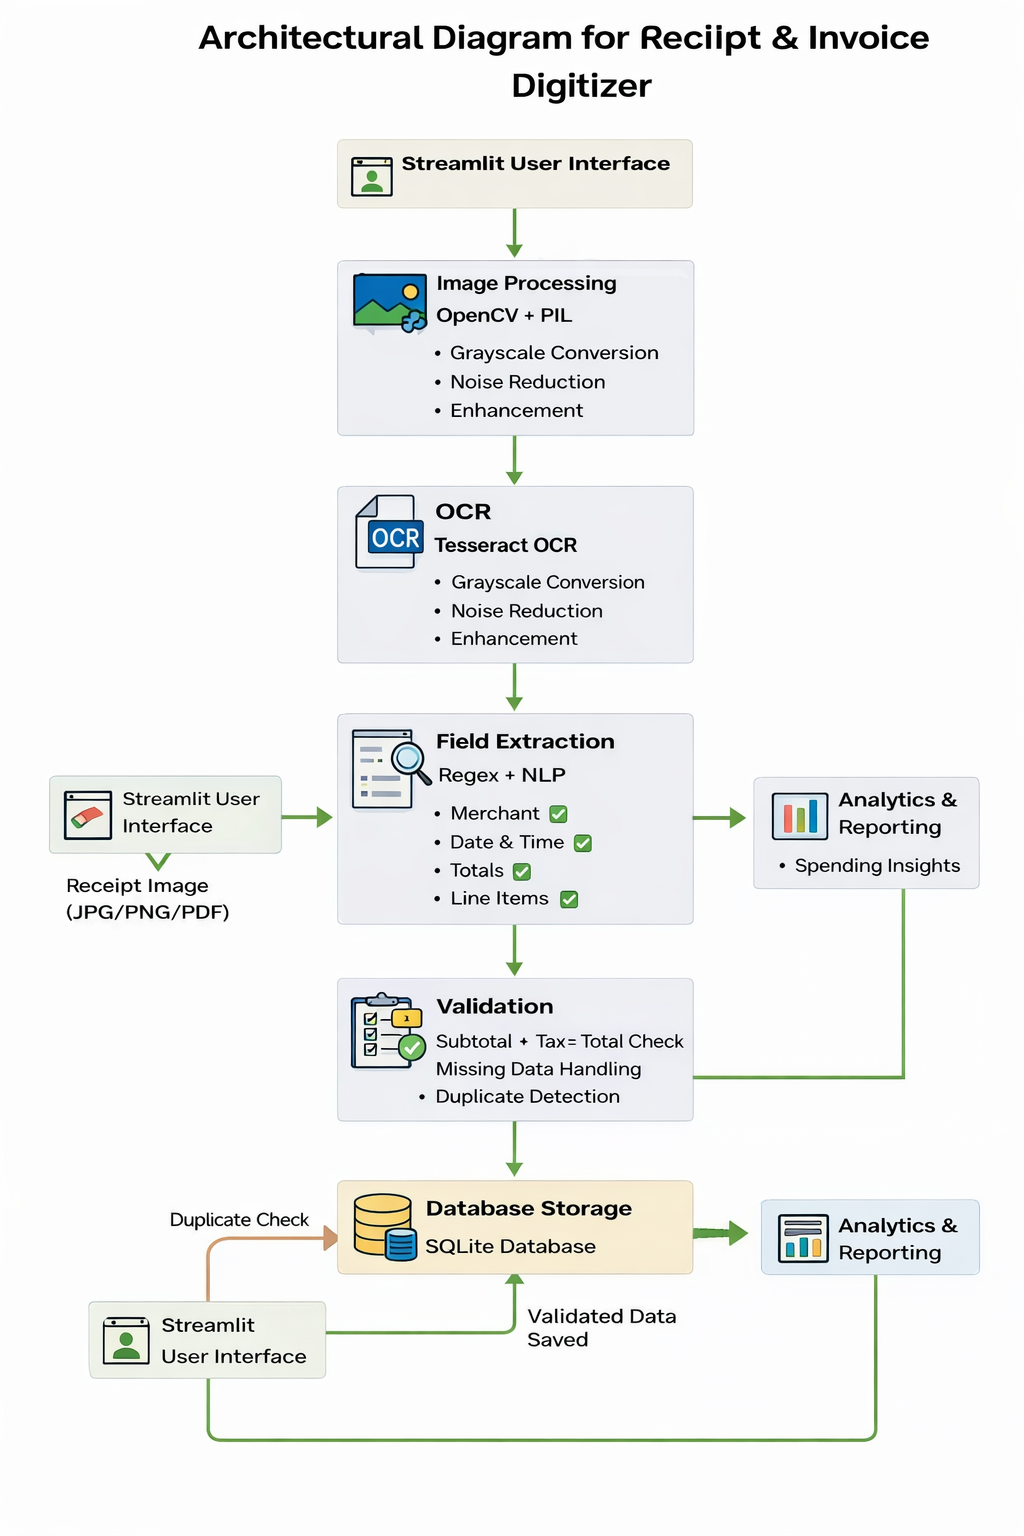 Architectural Diagram for Reciipt & Invoice
Digitizer
Streamlit User Interface
Image Processing
OpenCV + PIL
• Grayscale Conversion
• Noise Reduction
• Enhancement
OCR
OCR
Tesseract OCR
• Grayscale Conversion
• Noise Reduction
• Enhancement
Field Extraction
Regex + NLP
• Merchant ✅
• Date & Time ✅
• Totals ✅
• Line Items ✅
Streamlit User
Interface
Receipt Image
(JPG/PNG/PDF)
Analytics &
Reporting
• Spending Insights
Validation
1
Subtotal + Tax = Total Check
Missing Data Handling
• Duplicate Detection
Duplicate Check
Database Storage
SQLite Database
Analytics &
Reporting
Streamlit
User Interface
Validated Data
Saved